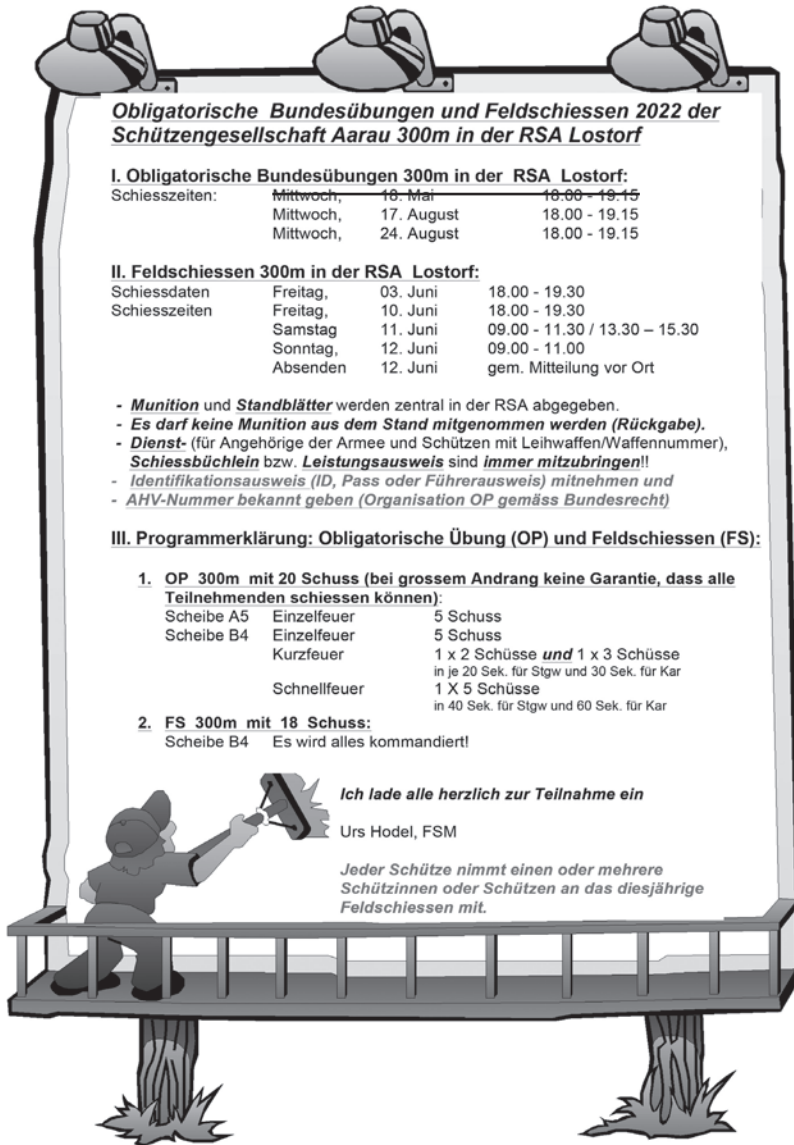 Obligatorische Bundesübungen und Feldschiessen 2022 der
Schützengesellschaft Aarau 300m in der RSA Lostorf
I. Obligatorische Bundesübungen 300m in der RSA Lostorf:
Schiesszeiten: Mittwoch, 18. Mai 18.00 - 19.15
Mittwoch, 17. August 18.00 - 19.15
Mittwoch, 24. August 18.00 - 19.15
II. Feldschiessen 300m in der RSA Lostorf:
Schiessdaten Freitag, 03. Juni 18.00 - 19.30
Schiesszeiten Freitag, 10. Juni 18.00 - 19.30
Samstag 11. Juni 09.00 - 11.30 / 13.30 – 15.30
Sonntag, 12. Juni 09.00 - 11.00
Absenden 12. Juni gem. Mitteilung vor Ort
- Munition und Standblätter werden zentral in der RSA abgegeben.
- Es darf keine Munition aus dem Stand mitgenommen werden (Rückgabe).
- Dienst- (für Angehörige der Armee und Schützen mit Leihwaffen/Waffennummer),
Schiessbüchlein bzw. Leistungsausweis sind immer mitzubringen!!
- Identifikationsausweis (ID, Pass oder Führerausweis) mitnehmen und
- AHV-Nummer bekannt geben (Organisation OP gemäss Bundesrecht)
III. Programmerklärung: Obligatorische Übung (OP) und Feldschiessen (FS):
1. OP 300m mit 20 Schuss (bei grossem Andrang keine Garantie, dass alle
Teilnehmenden schiessen können):
Scheibe A5 Einzelfeuer 5 Schuss
Scheibe B4 Einzelfeuer 5 Schuss
Kurzfeuer 1 x 2 Schüsse und 1 x 3 Schüsse
in je 20 Sek. für Stgw und 30 Sek. für Kar
Schnellfeuer 1 X 5 Schüsse
in 40 Sek. für Stgw und 60 Sek. für Kar
2. FS 300m mit 18 Schuss:
Scheibe B4 Es wird alles kommandiert!
Ich lade alle herzlich zur Teilnahme ein
Urs Hodel, FSM
Jeder Schütze nimmt einen oder mehrere
Schützinnen oder Schützen an das diesjährige
Feldschiessen mit.